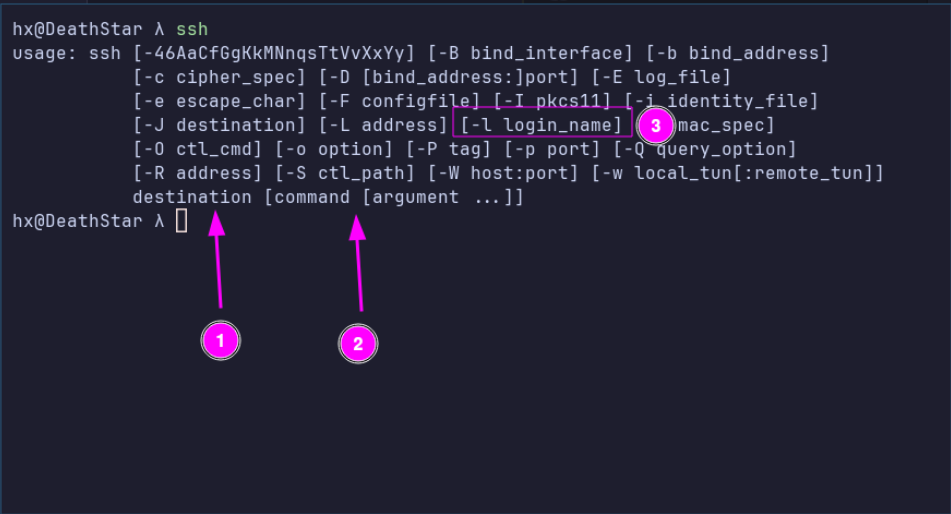 hx@DeathStar λ ssh
usage: ssh [-46AaCfGgKkMNnqsTtVvXxYy] [-B bind_interface] [-b bind_address]
[-c cipher_spec] [-D [bind_address:]port] [-E log_file]
[-e escape_char] [-F configfile] [-I pkcs11] [-i identity_file]
[-J destination] [-L address] [-l login_name] 3 mac_spec]
[-O ctl_cmd] [-o option] [-P tag] [-p port] [-Q query_option]
[-R address] [-S ctl_path] [-W host:port] [-w local_tun[:remote_tun]]
destination [command [argument ...]]
hx@DeathStar λ
1
2